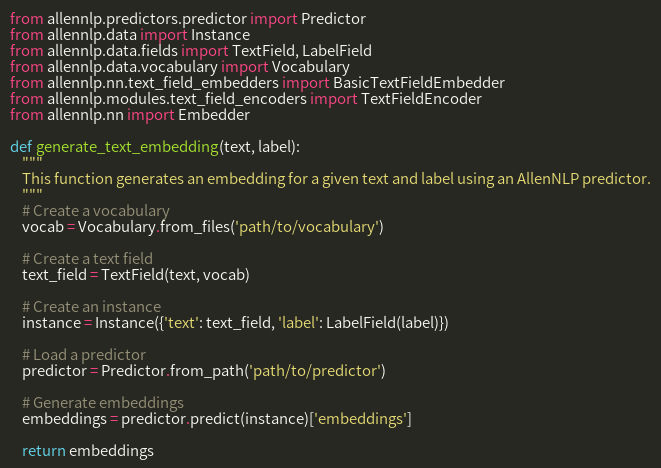 from allennlp.predictors.predictor import Predictor
from allennlp.data import Instance
from allennlp.data.fields import TextField, LabelField
from allennlp.data.vocabulary import Vocabulary
from allennlp.nn.text_field_embedders import BasicTextFieldEmbedder
from allennlp.modules.text_field_encoders import TextFieldEncoder
from allennlp.nn import Embedder

def generate_text_embedding(text, label):
    """
    This function generates an embedding for a given text and label using an AllenNLP predictor.
    """
    # Create a vocabulary
    vocab = Vocabulary.from_files('path/to/vocabulary')

    # Create a text field
    text_field = TextField(text, vocab)

    # Create an instance
    instance = Instance({'text': text_field, 'label': LabelField(label)})

    # Load a predictor
    predictor = Predictor.from_path('path/to/predictor')

    # Generate embeddings
    embeddings = predictor.predict(instance)['embeddings']

    return embeddings